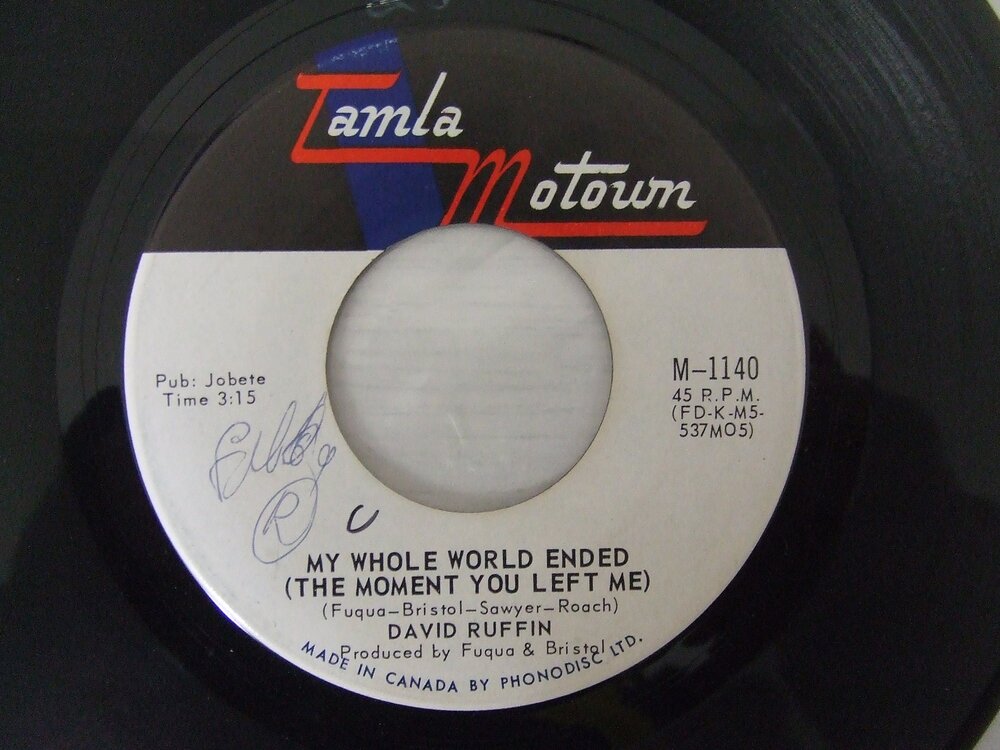 Tamla
Motown
Pub: Jobete
Time 3:15
M-1140
45 R.P.M.
(FD-K-M5-
537MO5)
R
U
MY WHOLE WORLD ENDED
(THE MOMENT YOU LEFT ME)
(Fuqua-Bristol-Sawyer-Roach)
DAVID RUFFIN
Produced by Fuqua & Bristol
MADE IN CANADA BY PHONODISC LTD.